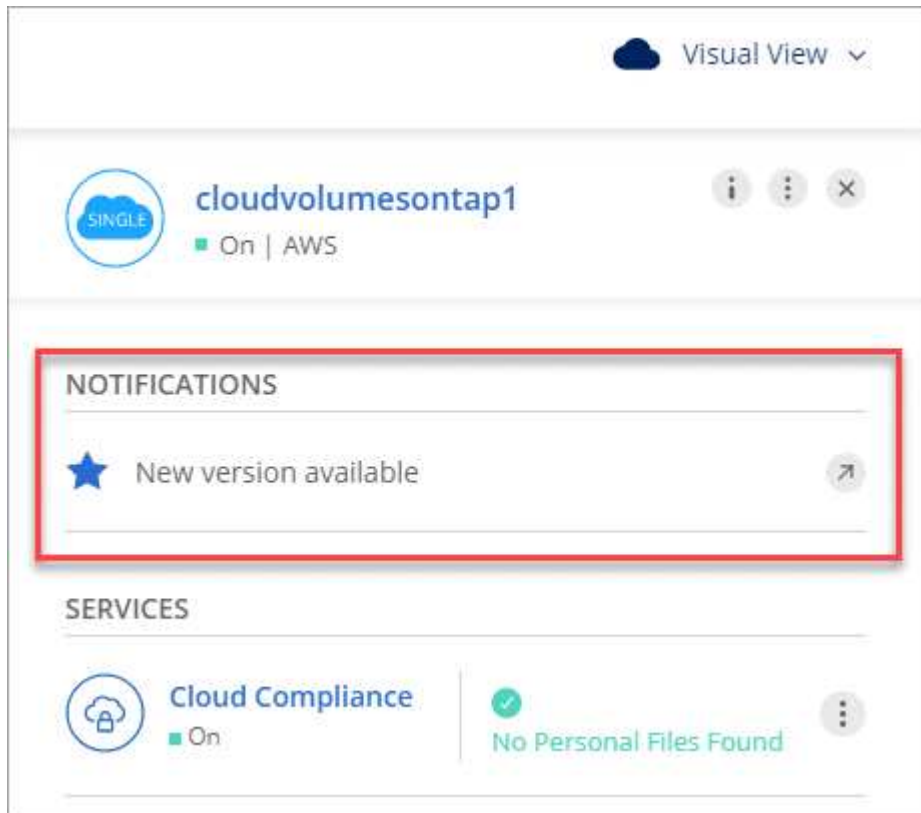 Visual View
SINGLE
cloudvolumesontap1
On | AWS
NOTIFICATIONS
New version available
SERVICES
Cloud Compliance
On
No Personal Files Found